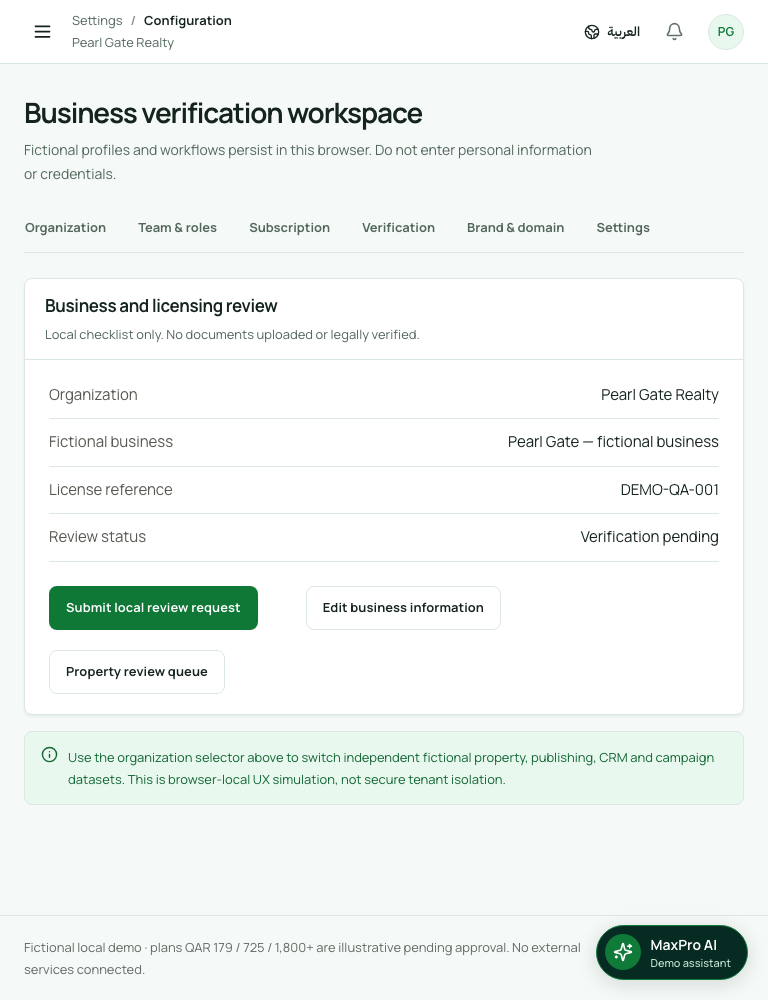 Settings / Configuration
Pearl Gate Realty
العربية
PG
Business verification workspace
Fictional profiles and workflows persist in this browser. Do not enter personal information
or credentials.
Organization Team & roles Subscription Verification Brand & domain Settings
Business and licensing review
Local checklist only. No documents uploaded or legally verified.
Organization Pearl Gate Realty
Fictional business Pearl Gate — fictional business
License reference DEMO-QA-001
Review status Verification pending
Submit local review request Edit business information
Property review queue
Use the organization selector above to switch independent fictional property, publishing, CRM and campaign
datasets. This is browser-local UX simulation, not secure tenant isolation.
Fictional local demo · plans QAR 179 / 725 / 1,800+ are illustrative pending approval. No external
services connected.
MaxPro AI
Demo assistant